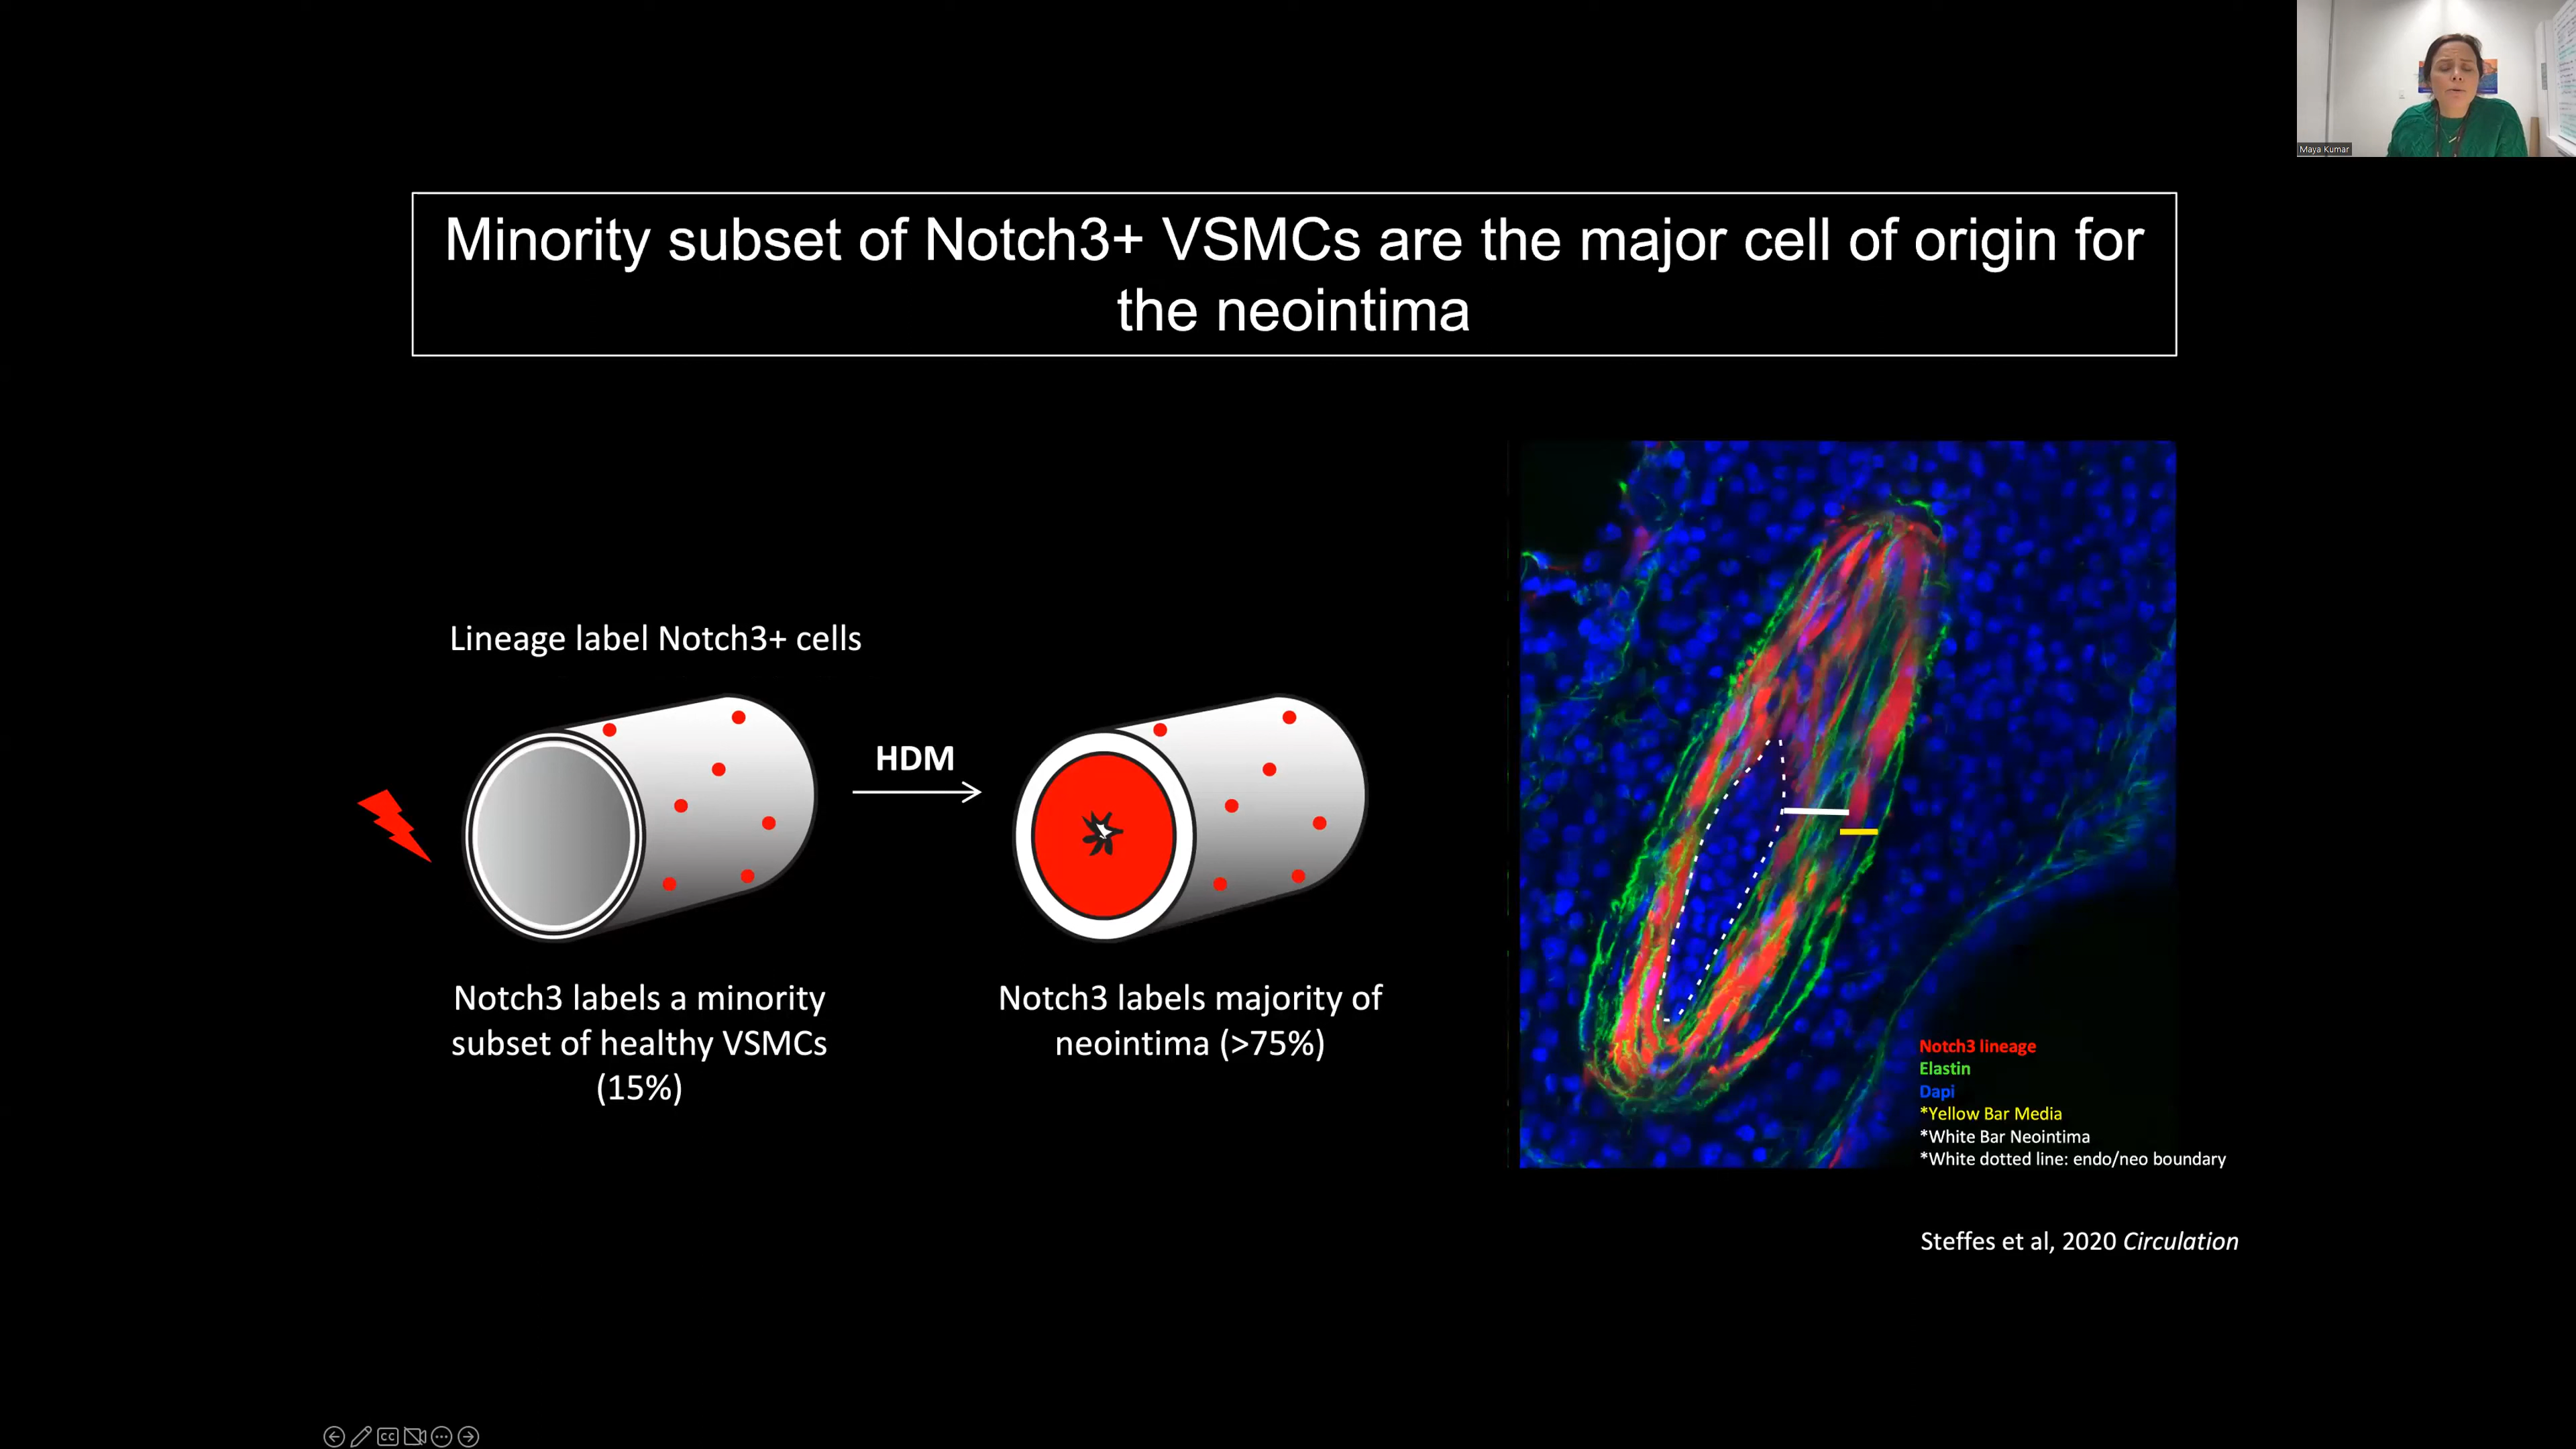 Maya Kumar
Minority subset of Notch3+ VSMCs are the major cell of origin for
the neointima
Lineage label Notch3+ cells
HDM
Notch3 labels a minority
subset of healthy VSMCs
(15%)
Notch3 labels majority of
neointima (>75%)
Notch3 lineage
Elastin
Dapi
*Yellow Bar Media
*White Bar Neointima
*White dotted line: endo/neo boundary
Steffes et al, 2020 Circulation
CC